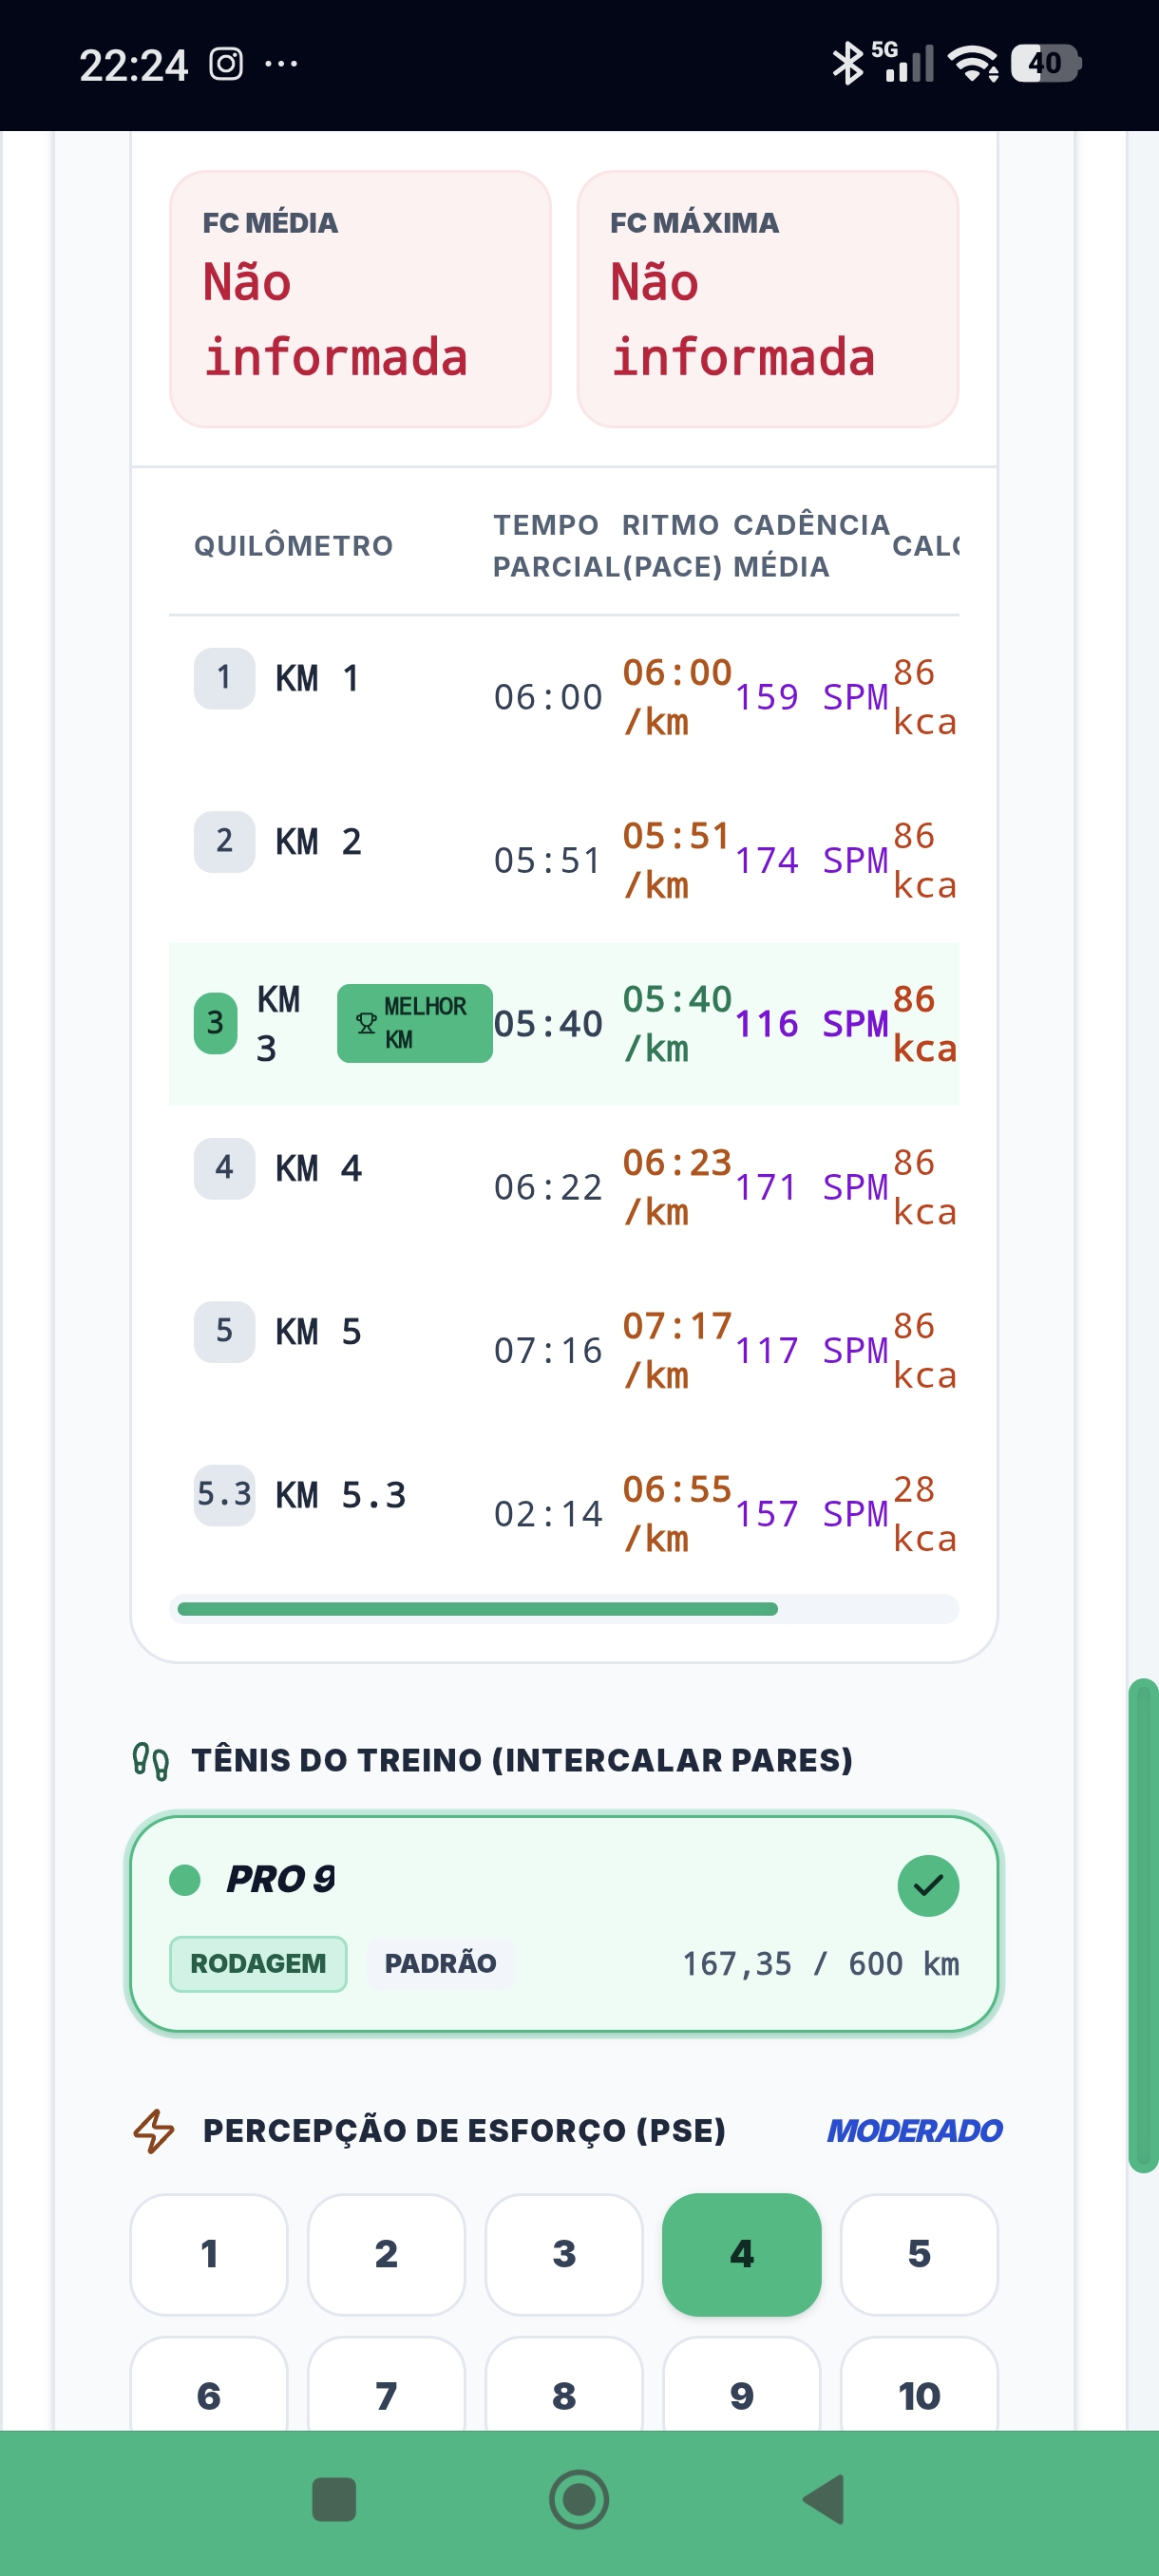 22:24
5G
40
FC MÉDIA
Não
informada
FC MÁXIMA
Não
informada
QUILÔMETRO
TEMPO
PARCIAL
RITMO
(PACE)
CADÊNCIA
MÉDIA
CALC
1 KM 1 06:00 06:00 /km 159 SPM 86 kca
2 KM 2 05:51 05:51 /km 174 SPM 86 kca
3 KM 3 MELHOR KM 05:40 05:40 /km 116 SPM 86 kca
4 KM 4 06:22 06:23 /km 171 SPM 86 kca
5 KM 5 07:16 07:17 /km 117 SPM 86 kca
5.3 KM 5.3 02:14 06:55 /km 157 SPM 28 kca
TÊNIS DO TREINO (INTERCALAR PARES)
PRO 9
RODAGEM PADRÃO 167,35 / 600 km
PERCEPÇÃO DE ESFORÇO (PSE) MODERADO
1 2 3 4 5
6 7 8 9 10